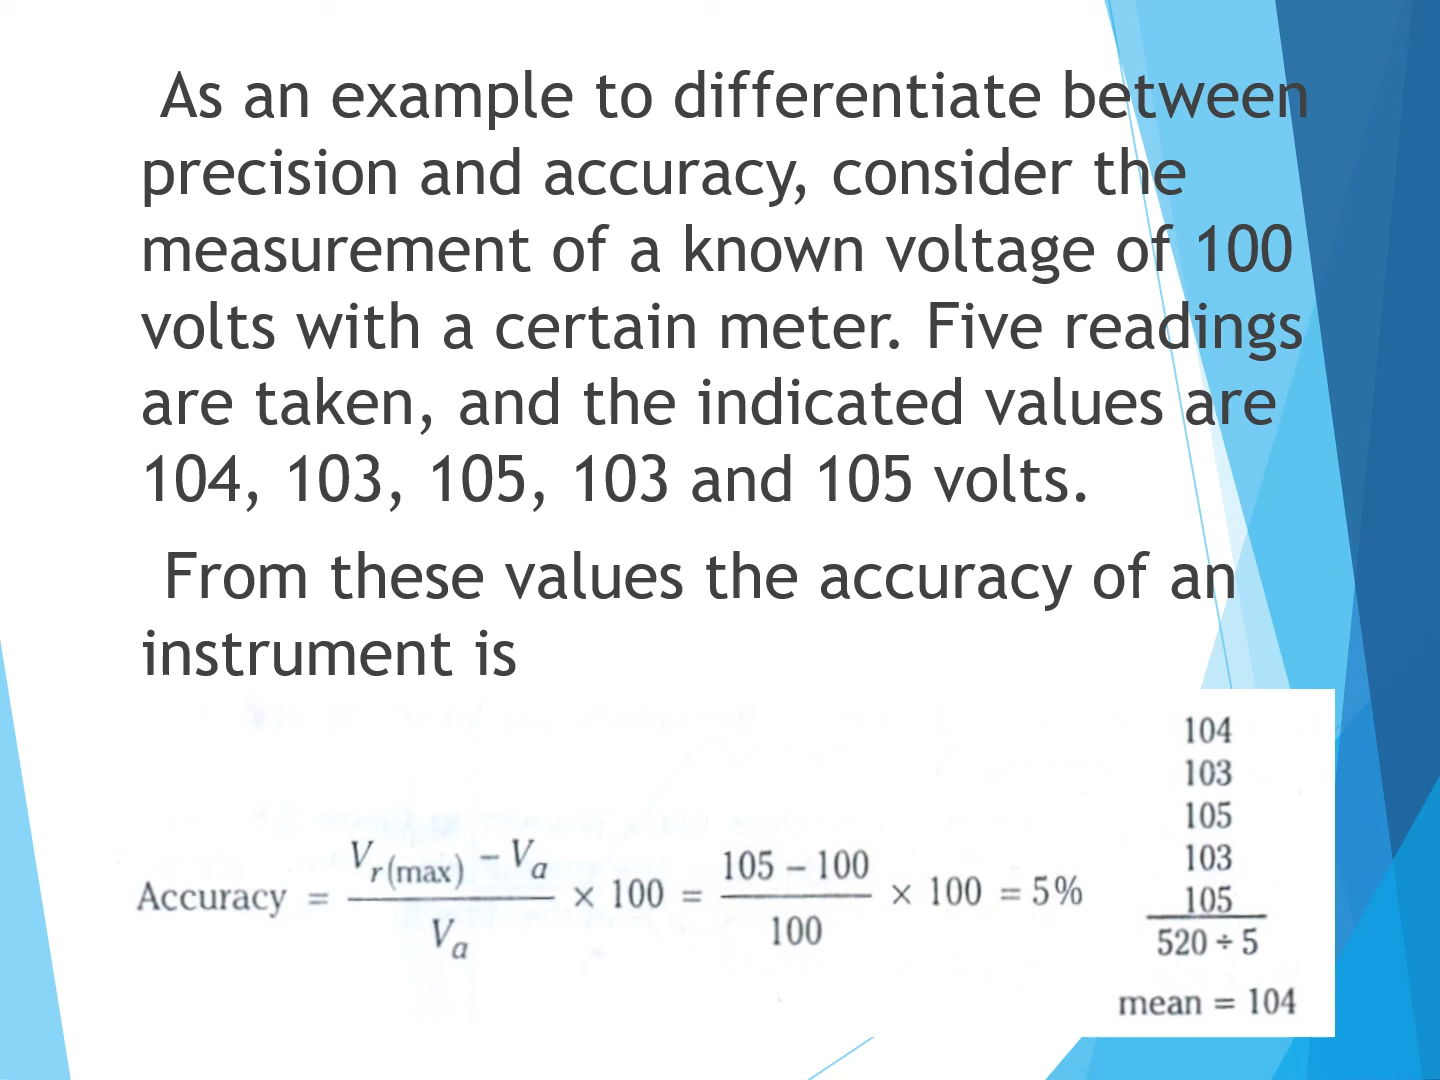 As an example to differentiate between
precision and accuracy, consider the
measurement of a known voltage of 100
volts with a certain meter. Five readings
are taken, and the indicated values are
104, 103, 105, 103 and 105 volts.
From these values the accuracy of an
instrument is
Accuracy = (V_r(max) − V_a) / V_a × 100 = (105 − 100) / 100 × 100 = 5%
104
103
105
103
105
520 ÷ 5
mean = 104